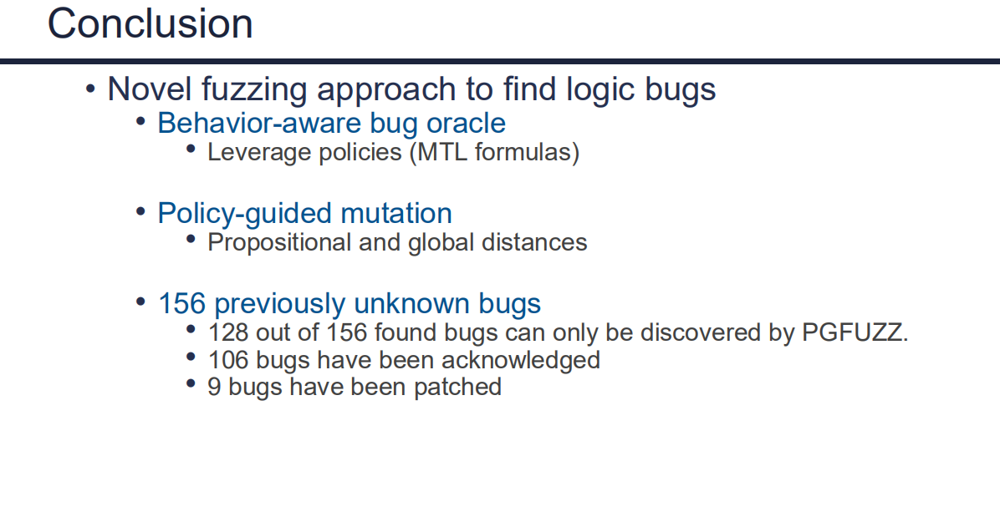 Conclusion
• Novel fuzzing approach to find logic bugs
• Behavior-aware bug oracle
• Leverage policies (MTL formulas)
• Policy-guided mutation
• Propositional and global distances
• 156 previously unknown bugs
• 128 out of 156 found bugs can only be discovered by PGFUZZ.
• 106 bugs have been acknowledged
• 9 bugs have been patched